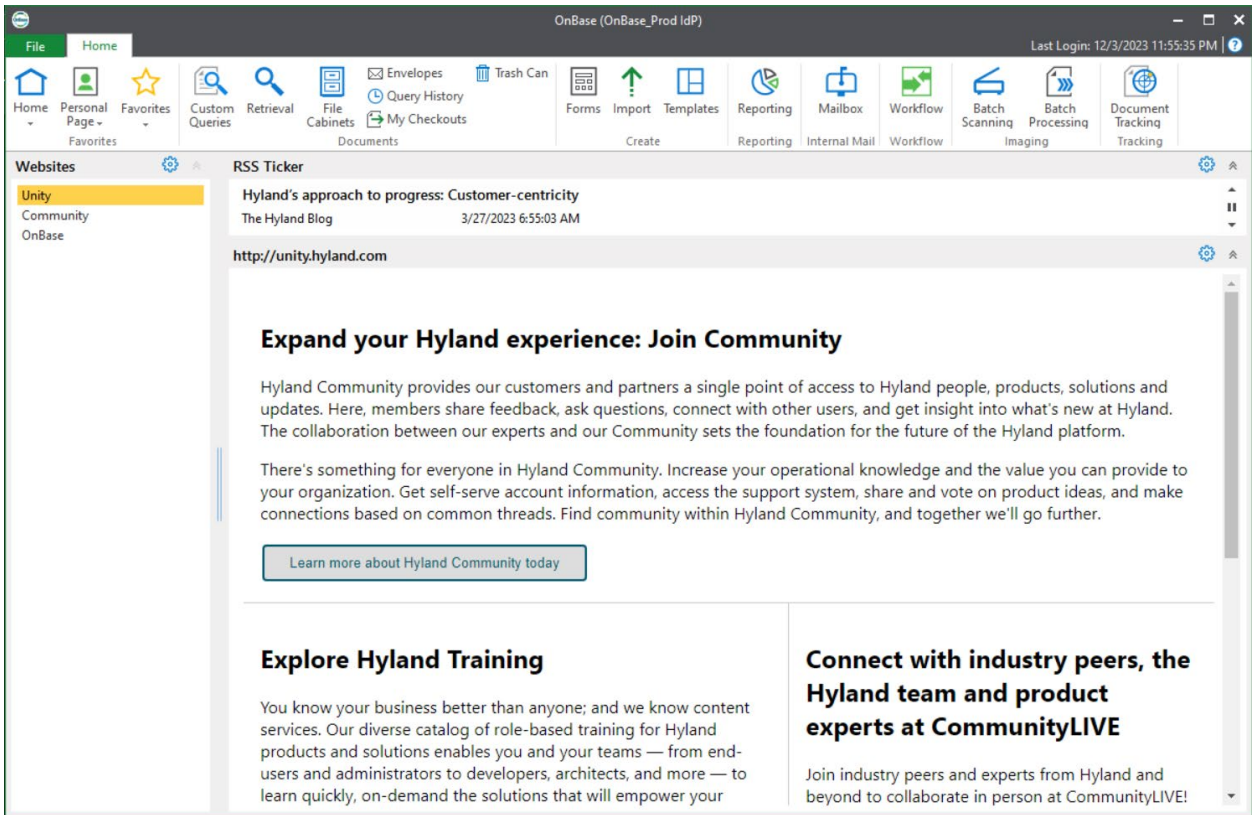 OnBase (OnBase_Prod IdP)
File Home Last Login: 12/3/2023 11:55:35 PM
Home
Personal Page
Favorites
Favorites
Custom Queries
Retrieval
File Cabinets
Envelopes
Query History
My Checkouts
Trash Can
Documents
Forms
Import
Templates
Create
Reporting
Reporting
Mailbox
Internal Mail
Workflow
Workflow
Batch Scanning
Batch Processing
Imaging
Document Tracking
Tracking
Websites
Unity
Community
OnBase
RSS Ticker
Hyland's approach to progress: Customer-centricity
The Hyland Blog 3/27/2023 6:55:03 AM
http://unity.hyland.com
Expand your Hyland experience: Join Community
Hyland Community provides our customers and partners a single point of access to Hyland people, products, solutions and
updates. Here, members share feedback, ask questions, connect with other users, and get insight into what's new at Hyland.
The collaboration between our experts and our Community sets the foundation for the future of the Hyland platform.
There's something for everyone in Hyland Community. Increase your operational knowledge and the value you can provide to
your organization. Get self-serve account information, access the support system, share and vote on product ideas, and make
connections based on common threads. Find community within Hyland Community, and together we'll go further.
Learn more about Hyland Community today
Explore Hyland Training
You know your business better than anyone; and we know content
services. Our diverse catalog of role-based training for Hyland
products and solutions enables you and your teams — from end-
users and administrators to developers, architects, and more — to
learn quickly, on-demand the solutions that will empower your
Connect with industry peers, the
Hyland team and product
experts at CommunityLIVE
Join industry peers and experts from Hyland and
beyond to collaborate in person at CommunityLIVE!